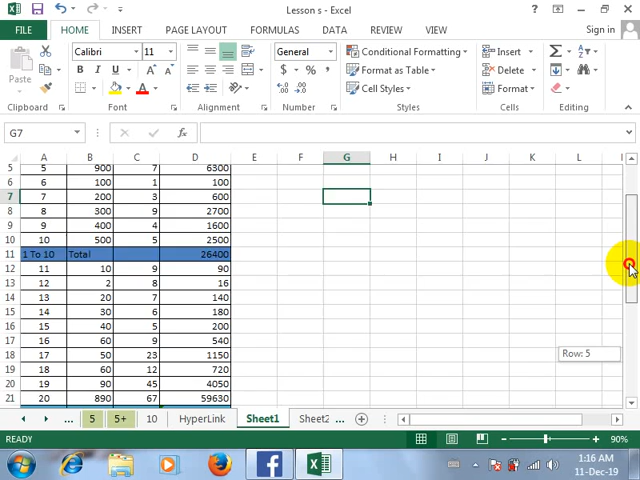 Lesson s - Excel
? 
FILE HOME INSERT PAGE LAYOUT FORMULAS DATA REVIEW VIEW Sign in
Calibri 11 General Conditional Formatting Insert
Paste B I U A A $ % , Format as Table Delete
A Cell Styles Format
Clipboard Font Alignment Number Styles Cells Editing
G7 fx
A B C D E F G H I J K L
5 5 900 7 6300
6 6 100 1 100
7 7 200 3 600
8 8 300 9 2700
9 9 400 4 1600
10 10 500 5 2500
11 1 To 10 Total 26400
12 11 10 9 90
13 12 2 8 16
14 13 20 7 140
15 14 30 6 180
16 15 40 5 200
17 16 60 9 540
18 17 50 23 1150
19 18 60 12 720
20 19 90 45 4050
21 20 890 67 59630
Row: 5
... 5 5+ 10 HyperLink Sheet1 Sheet2 ...
READY 90%
1:16 AM
11-Dec-19